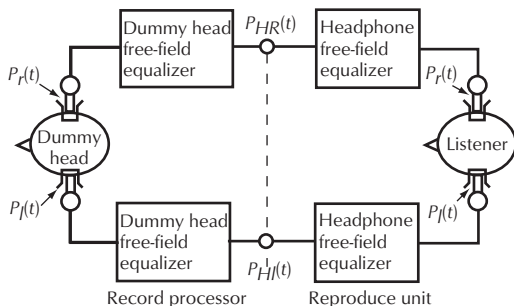 Dummy head
free-field
equalizer
P_HR(t)
Headphone
free-field
equalizer
P_r(t)
P_r(t)
Dummy
head
Listener
P_l(t)
P_l(t)
Dummy head
free-field
equalizer
Headphone
free-field
equalizer
P_Hl(t)
Record processor
Reproduce unit